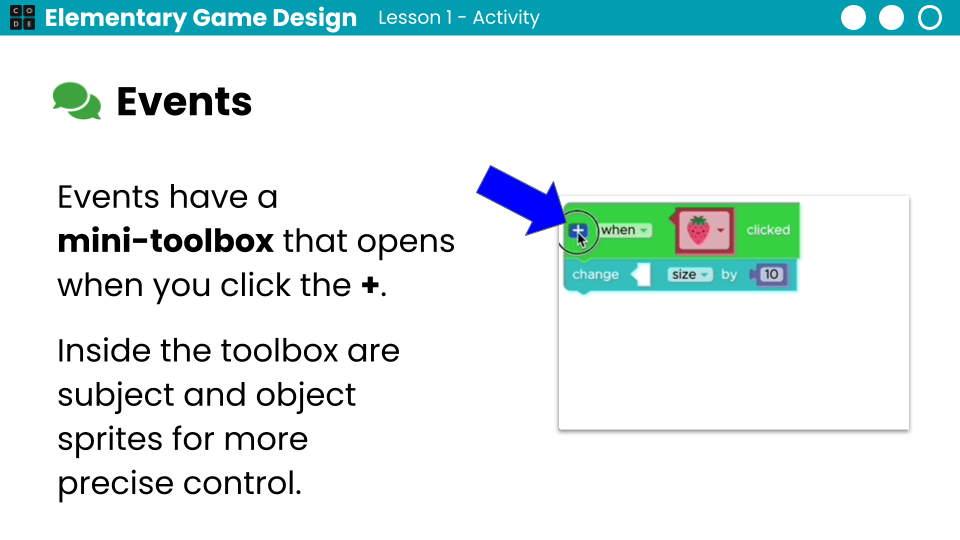 C O
D E
Elementary Game Design Lesson 1 - Activity
Events
Events have a
mini-toolbox that opens
when you click the +.
Inside the toolbox are
subject and object
sprites for more
precise control.
+ when clicked
change size by 10